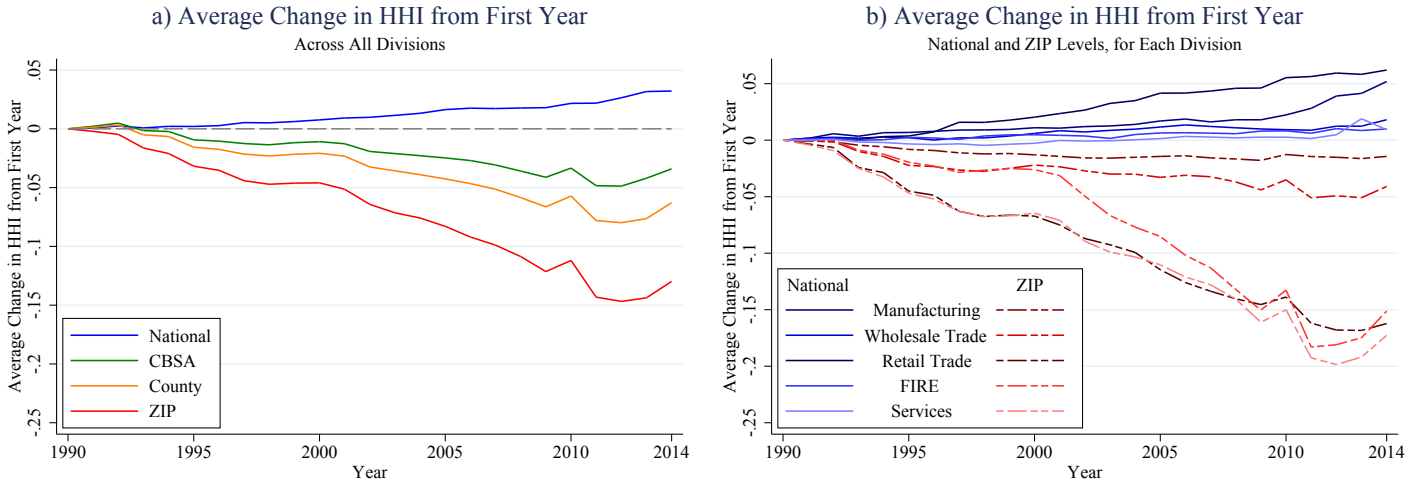 a) Average Change in HHI from First Year
Across All Divisions
Average Change in HHI from First Year
.05
0
-.05
-.1
-.15
-.2
-.25
National
CBSA
County
ZIP
1990
1995
2000
2005
2010
2014
Year
b) Average Change in HHI from First Year
National and ZIP Levels, for Each Division
Average Change in HHI from First Year
.05
0
-.05
-.1
-.15
-.2
-.25
National ZIP
Manufacturing
Wholesale Trade
Retail Trade
FIRE
Services
1990
1995
2000
2005
2010
2014
Year